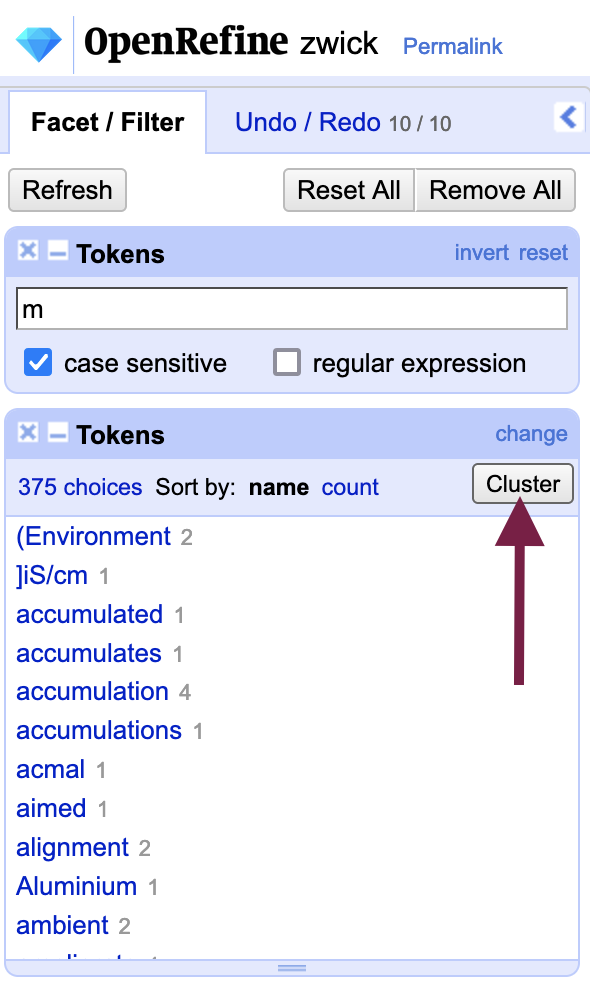 OpenRefine zwick Permalink
Facet / Filter Undo / Redo 10 / 10
Refresh Reset All Remove All
Tokens invert reset
m
case sensitive regular expression
Tokens change
375 choices Sort by: name count Cluster
(Environment 2
]iS/cm 1
accumulated 1
accumulates 1
accumulation 4
accumulations 1
acmal 1
aimed 1
alignment 2
Aluminium 1
ambient 2